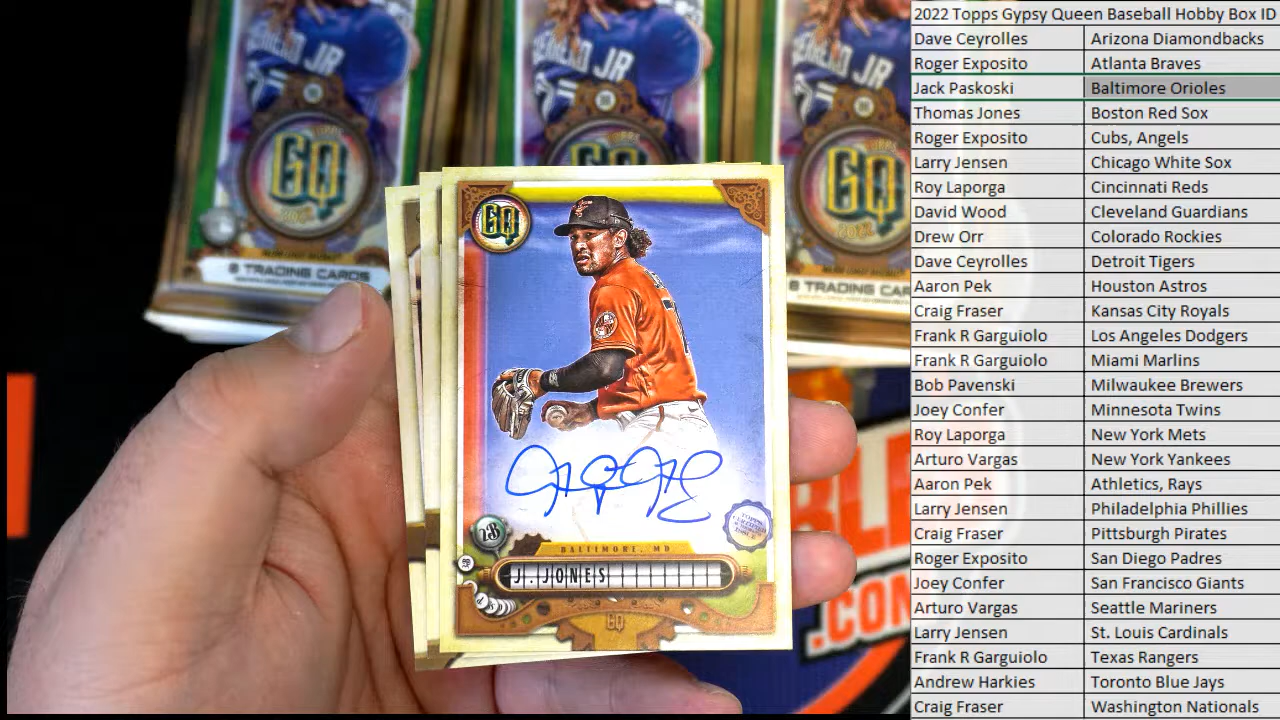 2022 Topps Gypsy Queen Baseball Hobby Box ID
Dave Ceyrolles Arizona Diamondbacks
Roger Exposito Atlanta Braves
Jack Paskoski Baltimore Orioles
Thomas Jones Boston Red Sox
Roger Exposito Cubs, Angels
Larry Jensen Chicago White Sox
Roy Laporga Cincinnati Reds
David Wood Cleveland Guardians
Drew Orr Colorado Rockies
Dave Ceyrolles Detroit Tigers
Aaron Pek Houston Astros
Craig Fraser Kansas City Royals
Frank R Garguiolo Los Angeles Dodgers
Frank R Garguiolo Miami Marlins
Bob Pavenski Milwaukee Brewers
Joey Confer Minnesota Twins
Roy Laporga New York Mets
Arturo Vargas New York Yankees
Aaron Pek Athletics, Rays
Larry Jensen Philadelphia Phillies
Craig Fraser Pittsburgh Pirates
Roger Exposito San Diego Padres
Joey Confer San Francisco Giants
Arturo Vargas Seattle Mariners
Larry Jensen St. Louis Cardinals
Frank R Garguiolo Texas Rangers
Andrew Harkies Toronto Blue Jays
Craig Fraser Washington Nationals
GQ
8 TRADING CARDS
GQ
GQ
8 TRADING CAR
GQ
BALTIMORE, MD
J. JONES
GQ
.COM